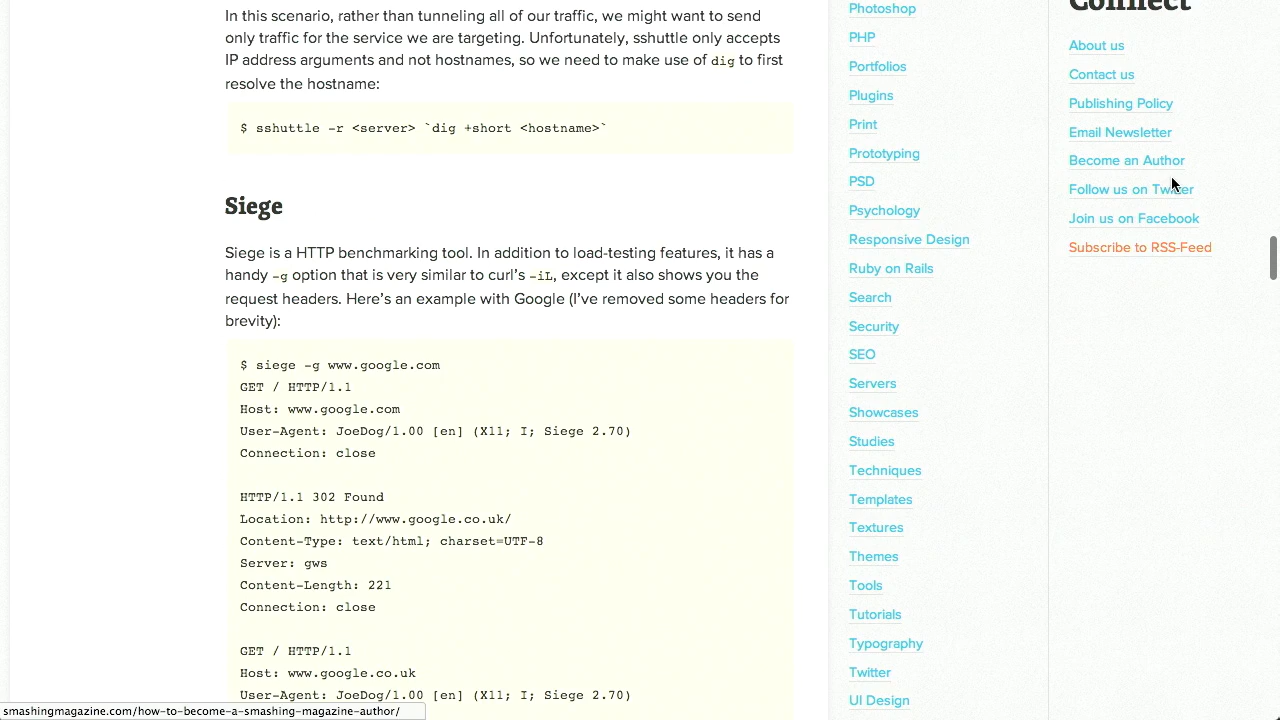 In this scenario, rather than tunneling all of our traffic, we might want to send
only traffic for the service we are targeting. Unfortunately, sshuttle only accepts
IP address arguments and not hostnames, so we need to make use of dig to first
resolve the hostname:
$ sshuttle -r <server> `dig +short <hostname>`
Siege
Siege is a HTTP benchmarking tool. In addition to load-testing features, it has a
handy -g option that is very similar to curl's -iL, except it also shows you the
request headers. Here's an example with Google (I've removed some headers for
brevity):
$ siege -g www.google.com
GET / HTTP/1.1
Host: www.google.com
User-Agent: JoeDog/1.00 [en] (X11; I; Siege 2.70)
Connection: close
HTTP/1.1 302 Found
Location: http://www.google.co.uk/
Content-Type: text/html; charset=UTF-8
Server: gvs
Content-Length: 221
Connection: close
GET / HTTP/1.1
Host: www.google.co.uk
User-Agent: JoeDog/1.00 [en] (X11; I; Siege 2.70)
Photoshop
PHP
Portfolios
Plugins
Print
Prototyping
PSD
Psychology
Responsive Design
Ruby on Rails
Search
Security
SEO
Servers
Showcases
Studies
Techniques
Templates
Textures
Themes
Tools
Tutorials
Typography
Twitter
UI Design
Connect
About us
Contact us
Publishing Policy
Email Newsletter
Become an Author
Follow us on Twitter
Join us on Facebook
Subscribe to RSS-Feed
smashingmagazine.com/how-to-become-a-smashing-magazine-author/